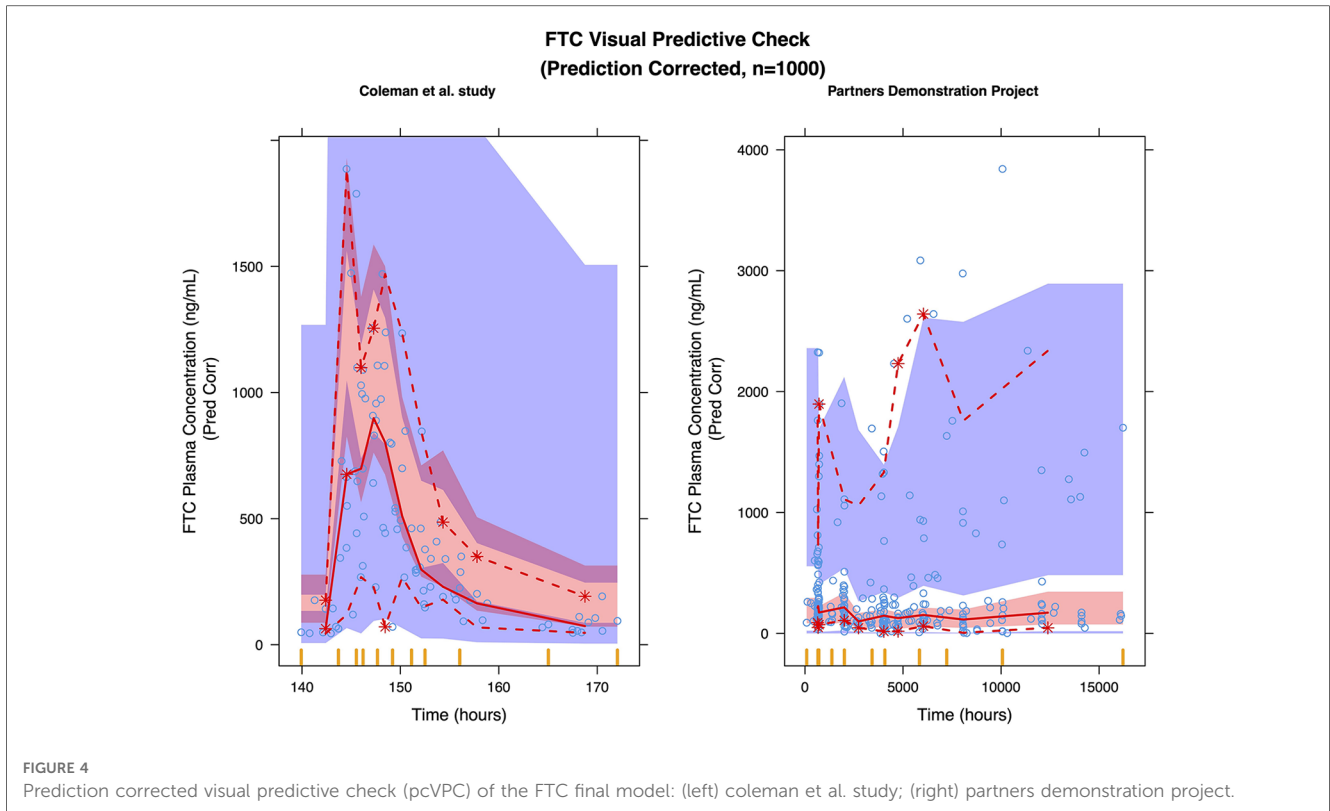 FTC Visual Predictive Check
(Prediction Corrected, n=1000)
Coleman et al. study
Partners Demonstration Project
FTC Plasma Concentration (ng/mL)
(Pred Corr)
1500
1000
500
0
140
150
160
170
Time (hours)
FTC Plasma Concentration (ng/mL)
(Pred Corr)
4000
3000
2000
1000
0
0
5000
10000
15000
Time (hours)
FIGURE 4
Prediction corrected visual predictive check (pcVPC) of the FTC final model: (left) coleman et al. study; (right) partners demonstration project.